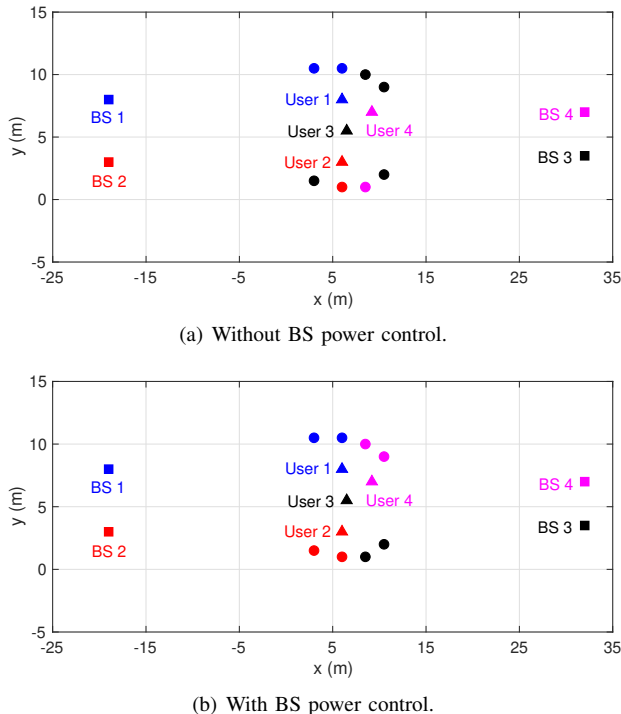 15
10
BS 1
User 1
BS 4
y (m)
User 3
User 4
5
BS 3
User 2
BS 2
0
-5
-25 -15 -5 5 15 25 35
x (m)
(a) Without BS power control.
15
10
User 1
BS 1
BS 4
y (m)
User 3
User 4
5
BS 3
User 2
BS 2
0
-5
-25 -15 -5 5 15 25 35
x (m)
(b) With BS power control.